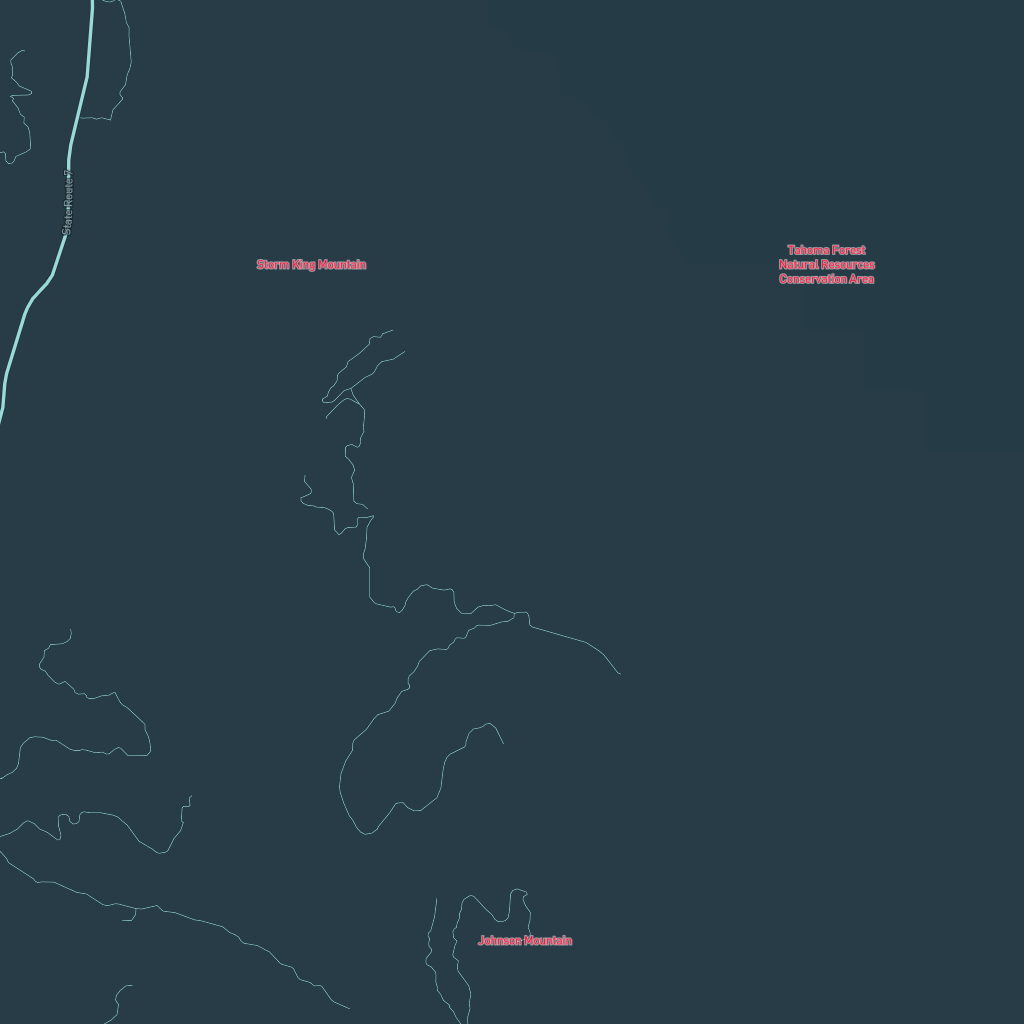 State Route 7
Storm King Mountain
Tahoma Forest
Natural Resources
Conservation Area
Johnson Mountain